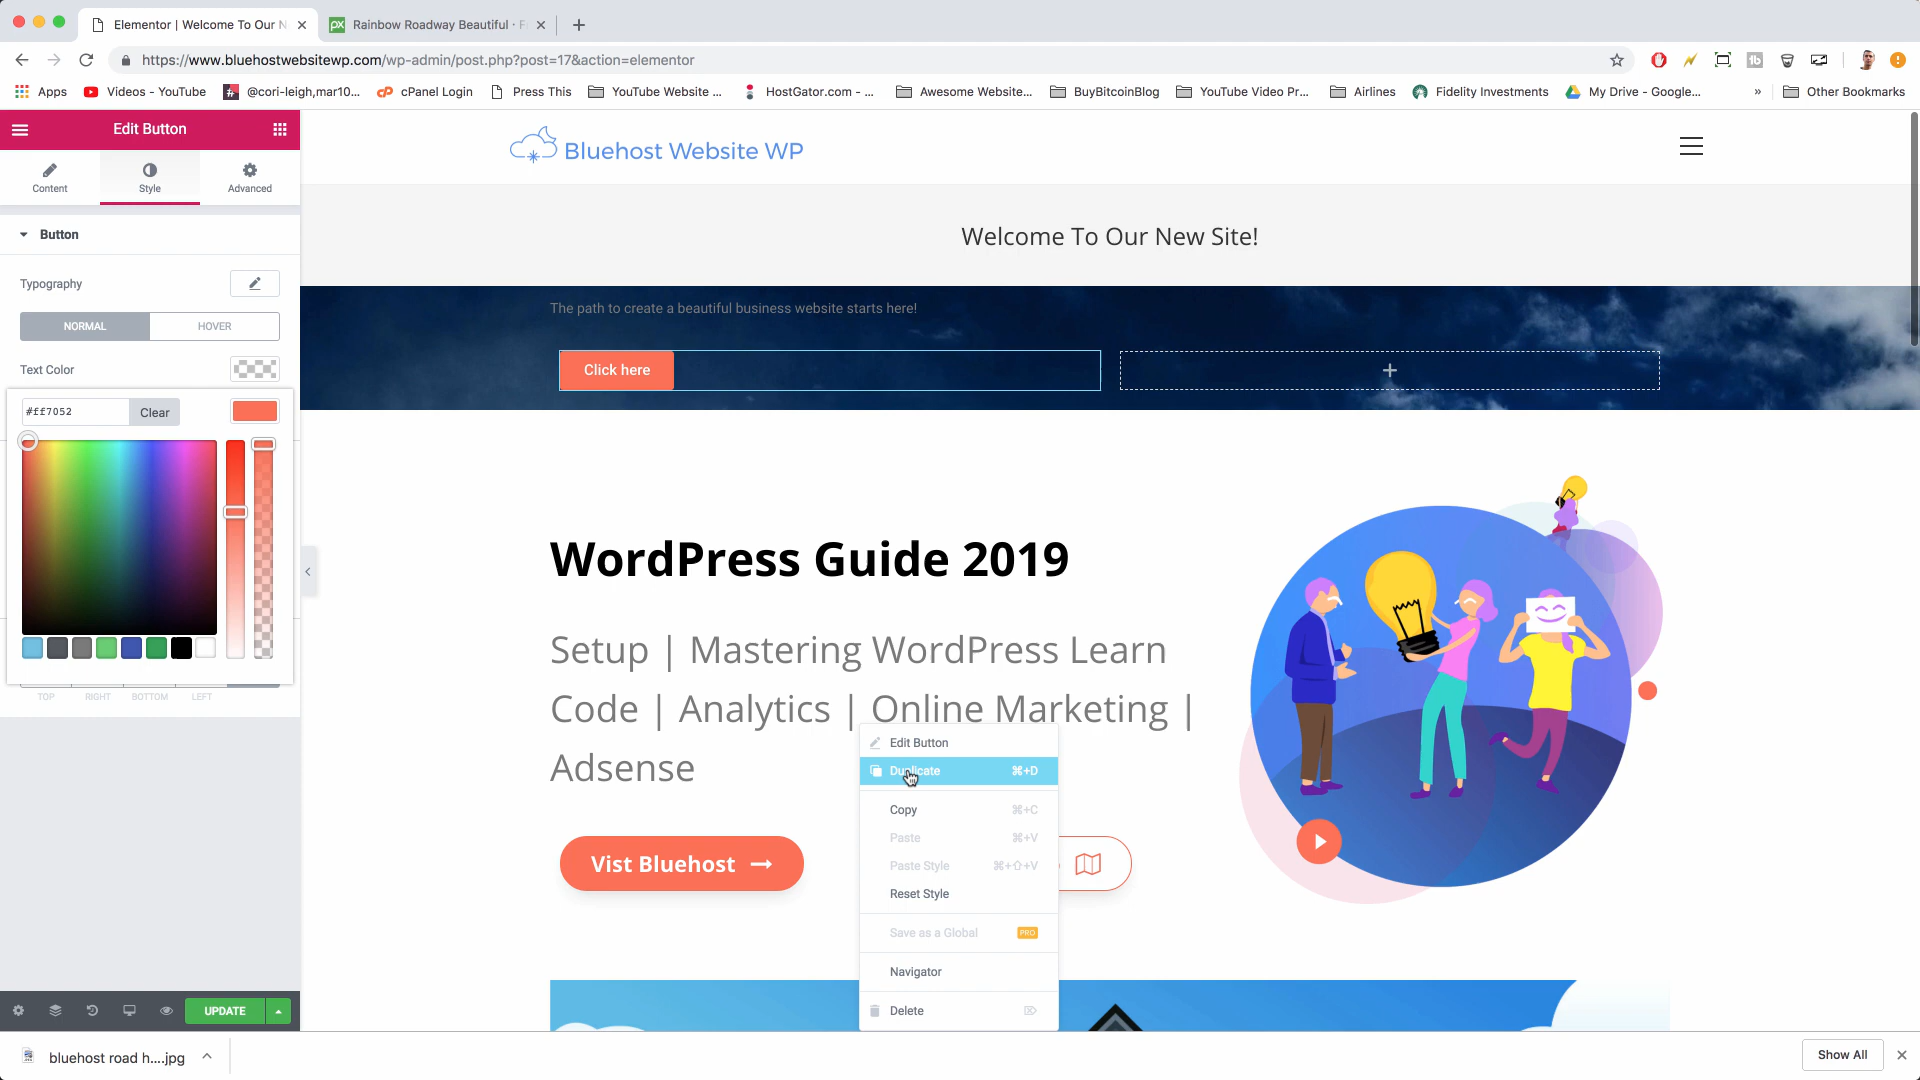 Elementor | Welcome To Our N
Rainbow Roadway Beautiful · F
https://www.bluehostwebsitewp.com/wp-admin/post.php?post=17&action=elementor
Apps
Videos - YouTube
@cori-leigh,mar10...
cPanel Login
Press This
YouTube Website ...
HostGator.com - ...
Awesome Website...
BuyBitcoinBlog
YouTube Video Pr...
Airlines
Fidelity Investments
My Drive - Google...
»
Other Bookmarks
Edit Button
Content
Style
Advanced
Button
Typography
NORMAL
HOVER
Text Color
#ff7052
Clear
TOP
RIGHT
BOTTOM
LEFT
UPDATE
Bluehost Website WP
Welcome To Our New Site!
The path to create a beautiful business website starts here!
Click here
WordPress Guide 2019
Setup | Mastering WordPress Learn
Code | Analytics | Online Marketing |
Adsense
Vist Bluehost
Edit Button
Duplicate ⌘+D
Copy ⌘+C
Paste ⌘+V
Paste Style ⌘+⇧+V
Reset Style
Save as a Global PRO
Navigator
Delete ⌦
bluehost road h....jpg
Show All